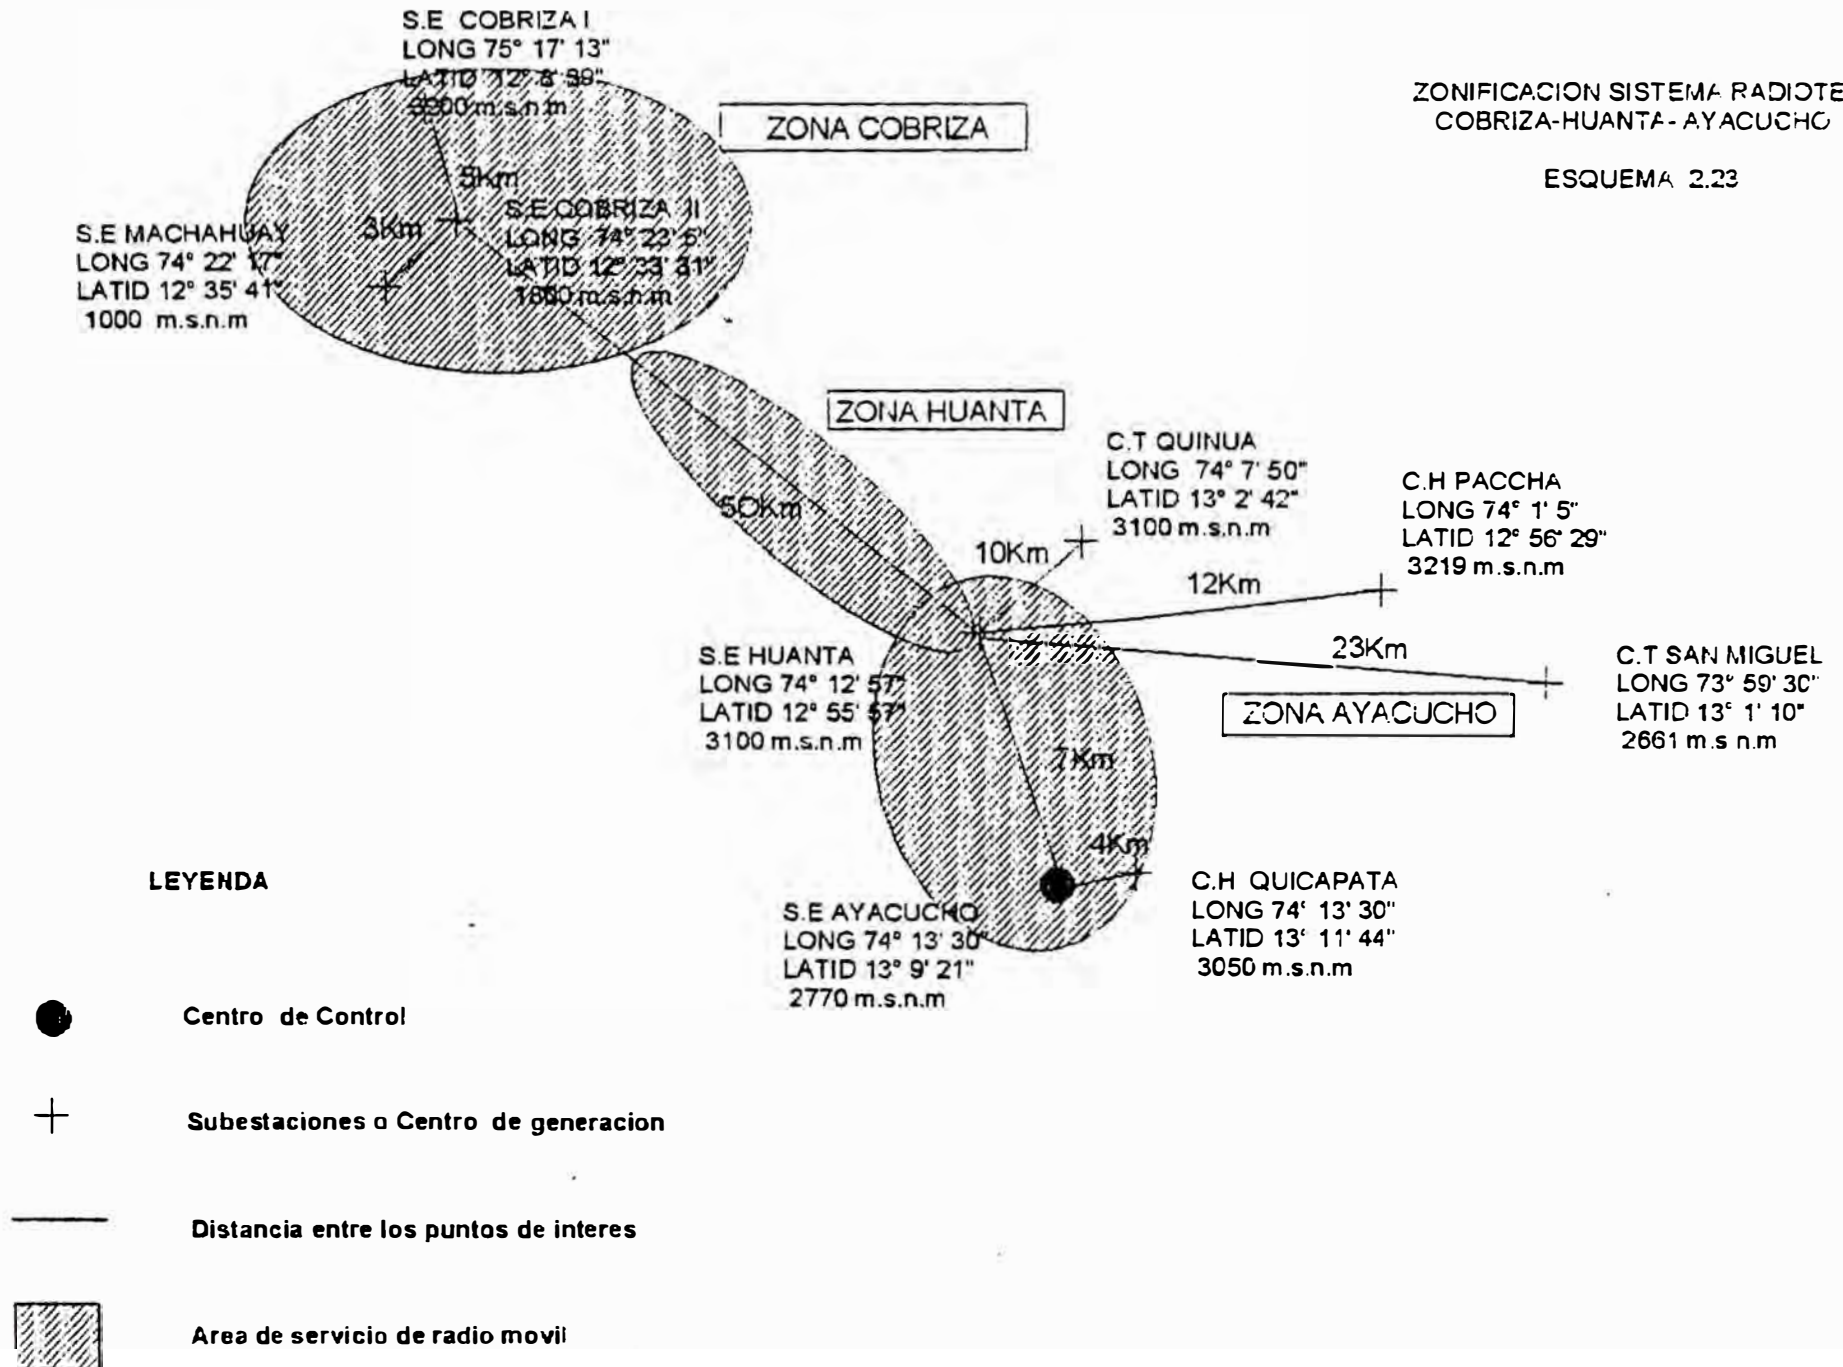 S.E COBRIZA I
LONG 75° 17' 13"
LATID 12° 8' 39"
3200 m.s.n.m
ZONA COBRIZA
ZONIFICACION SISTEMA RADIOTE
COBRIZA-HUANTA-AYACUCHO
ESQUEMA 2.23
5Km
3Km
S.E COBRIZA II
LONG 74° 23' 5"
LATID 12° 33' 31"
1800 m.s.n.m
S.E MACHAHUAY
LONG 74° 22' 17"
LATID 12° 35' 41"
1000 m.s.n.m
ZONA HUANTA
50Km
C.T QUINUA
LONG 74° 7' 50"
LATID 13° 2' 42"
3100 m.s.n.m
10Km
C.H PACCHA
LONG 74° 1' 5"
LATID 12° 56' 29"
3219 m.s.n.m
12Km
23Km
C.T SAN MIGUEL
LONG 73° 59' 30"
LATID 13° 1' 10"
2661 m.s n.m
S.E HUANTA
LONG 74° 12' 57"
LATID 12° 55' 57"
3100 m.s.n.m
ZONA AYACUCHO
7Km
4Km
S.E AYACUCHO
LONG 74° 13' 30"
LATID 13° 9' 21"
2770 m.s.n.m
C.H QUICAPATA
LONG 74° 13' 30"
LATID 13° 11' 44"
3050 m.s.n.m
LEYENDA
Centro de Control
Subestaciones o Centro de generacion
Distancia entre los puntos de interes
Area de servicio de radio movil